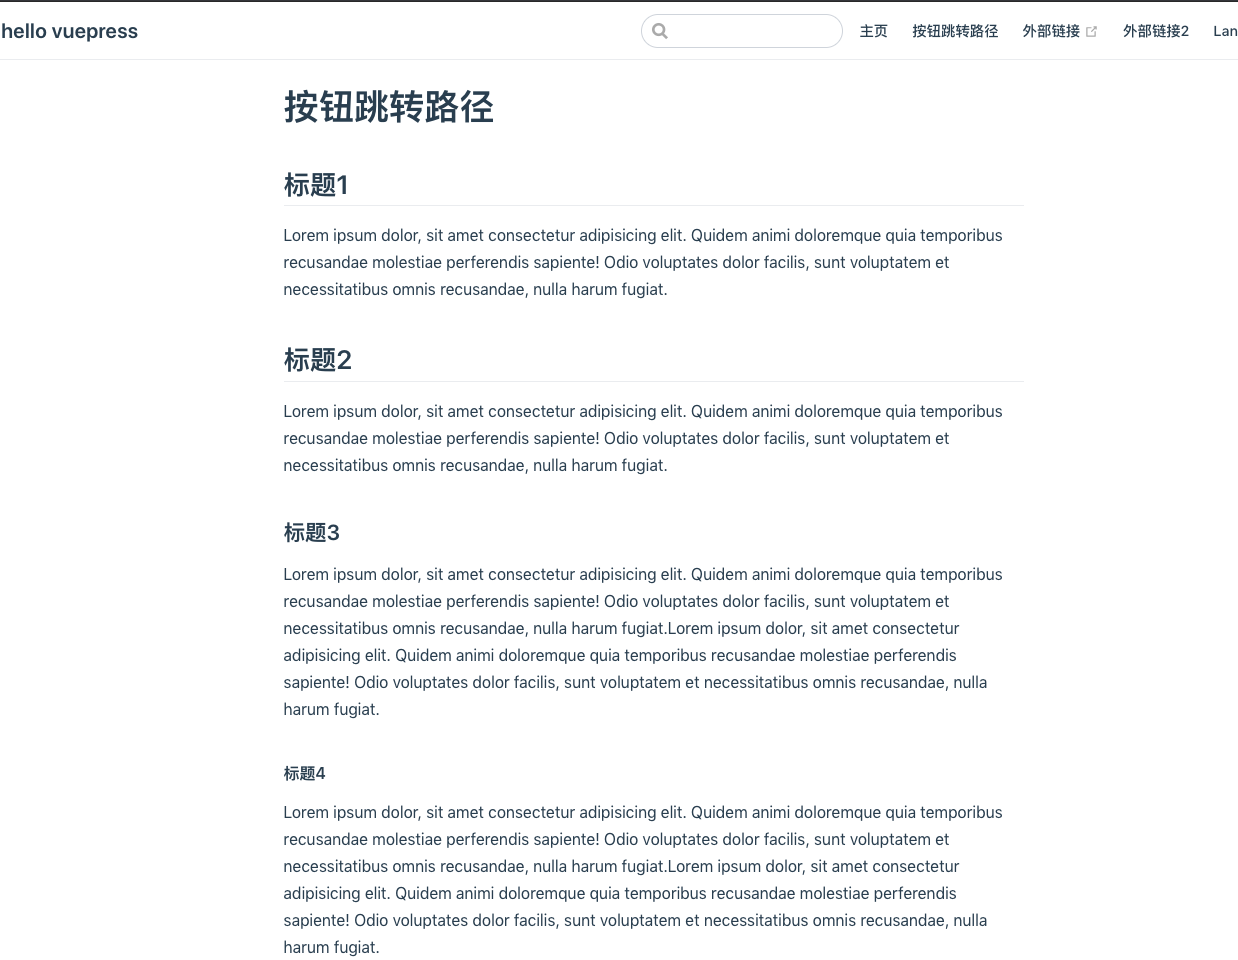 hello vuepress
主页 按钮跳转路径 外部链接 外部链接2 Lan
按钮跳转路径
标题1
Lorem ipsum dolor, sit amet consectetur adipisicing elit. Quidem animi doloremque quia temporibus
recusandae molestiae perferendis sapiente! Odio voluptates dolor facilis, sunt voluptatem et
necessitatibus omnis recusandae, nulla harum fugiat.
标题2
Lorem ipsum dolor, sit amet consectetur adipisicing elit. Quidem animi doloremque quia temporibus
recusandae molestiae perferendis sapiente! Odio voluptates dolor facilis, sunt voluptatem et
necessitatibus omnis recusandae, nulla harum fugiat.
标题3
Lorem ipsum dolor, sit amet consectetur adipisicing elit. Quidem animi doloremque quia temporibus
recusandae molestiae perferendis sapiente! Odio voluptates dolor facilis, sunt voluptatem et
necessitatibus omnis recusandae, nulla harum fugiat.Lorem ipsum dolor, sit amet consectetur
adipisicing elit. Quidem animi doloremque quia temporibus recusandae molestiae perferendis
sapiente! Odio voluptates dolor facilis, sunt voluptatem et necessitatibus omnis recusandae, nulla
harum fugiat.
标题4
Lorem ipsum dolor, sit amet consectetur adipisicing elit. Quidem animi doloremque quia temporibus
recusandae molestiae perferendis sapiente! Odio voluptates dolor facilis, sunt voluptatem et
necessitatibus omnis recusandae, nulla harum fugiat.Lorem ipsum dolor, sit amet consectetur
adipisicing elit. Quidem animi doloremque quia temporibus recusandae molestiae perferendis
sapiente! Odio voluptates dolor facilis, sunt voluptatem et necessitatibus omnis recusandae, nulla
harum fugiat.